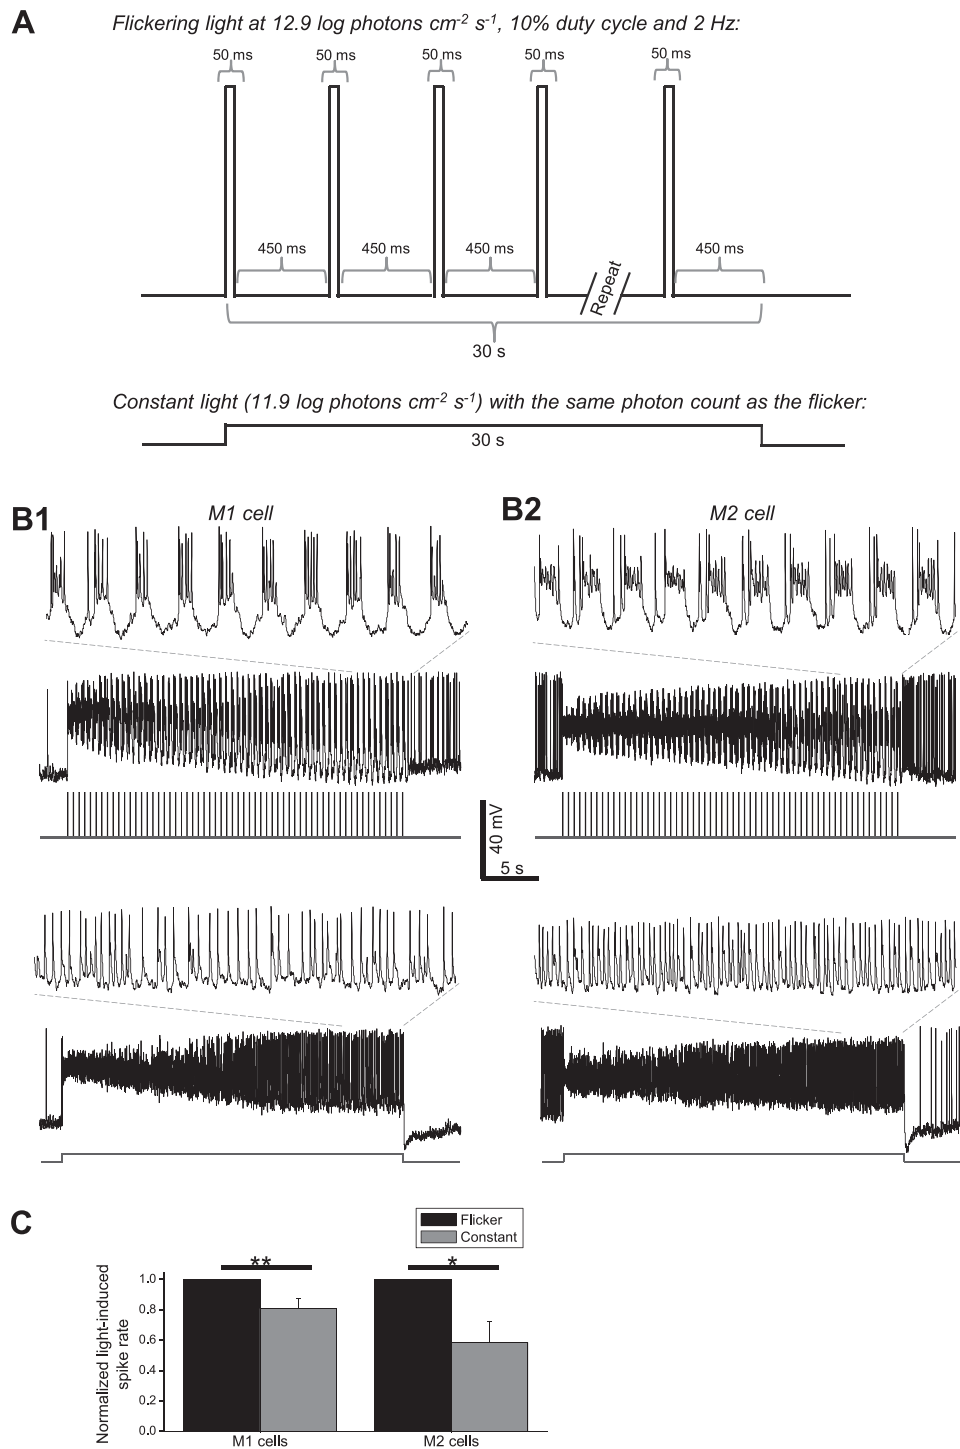 A
Flickering light at 12.9 log photons cm-2 s-1, 10% duty cycle and 2 Hz:
50 ms 50 ms 50 ms 50 ms 50 ms
450 ms 450 ms 450 ms 450 ms
Repeat
30 s
Constant light (11.9 log photons cm-2 s-1) with the same photon count as the flicker:
30 s
B1 M1 cell
B2 M2 cell
40 mV
5 s
C
Flicker
Constant
** *
Normalized light-induced
spike rate
1.0
0.8
0.6
0.4
0.2
0.0
M1 cells M2 cells